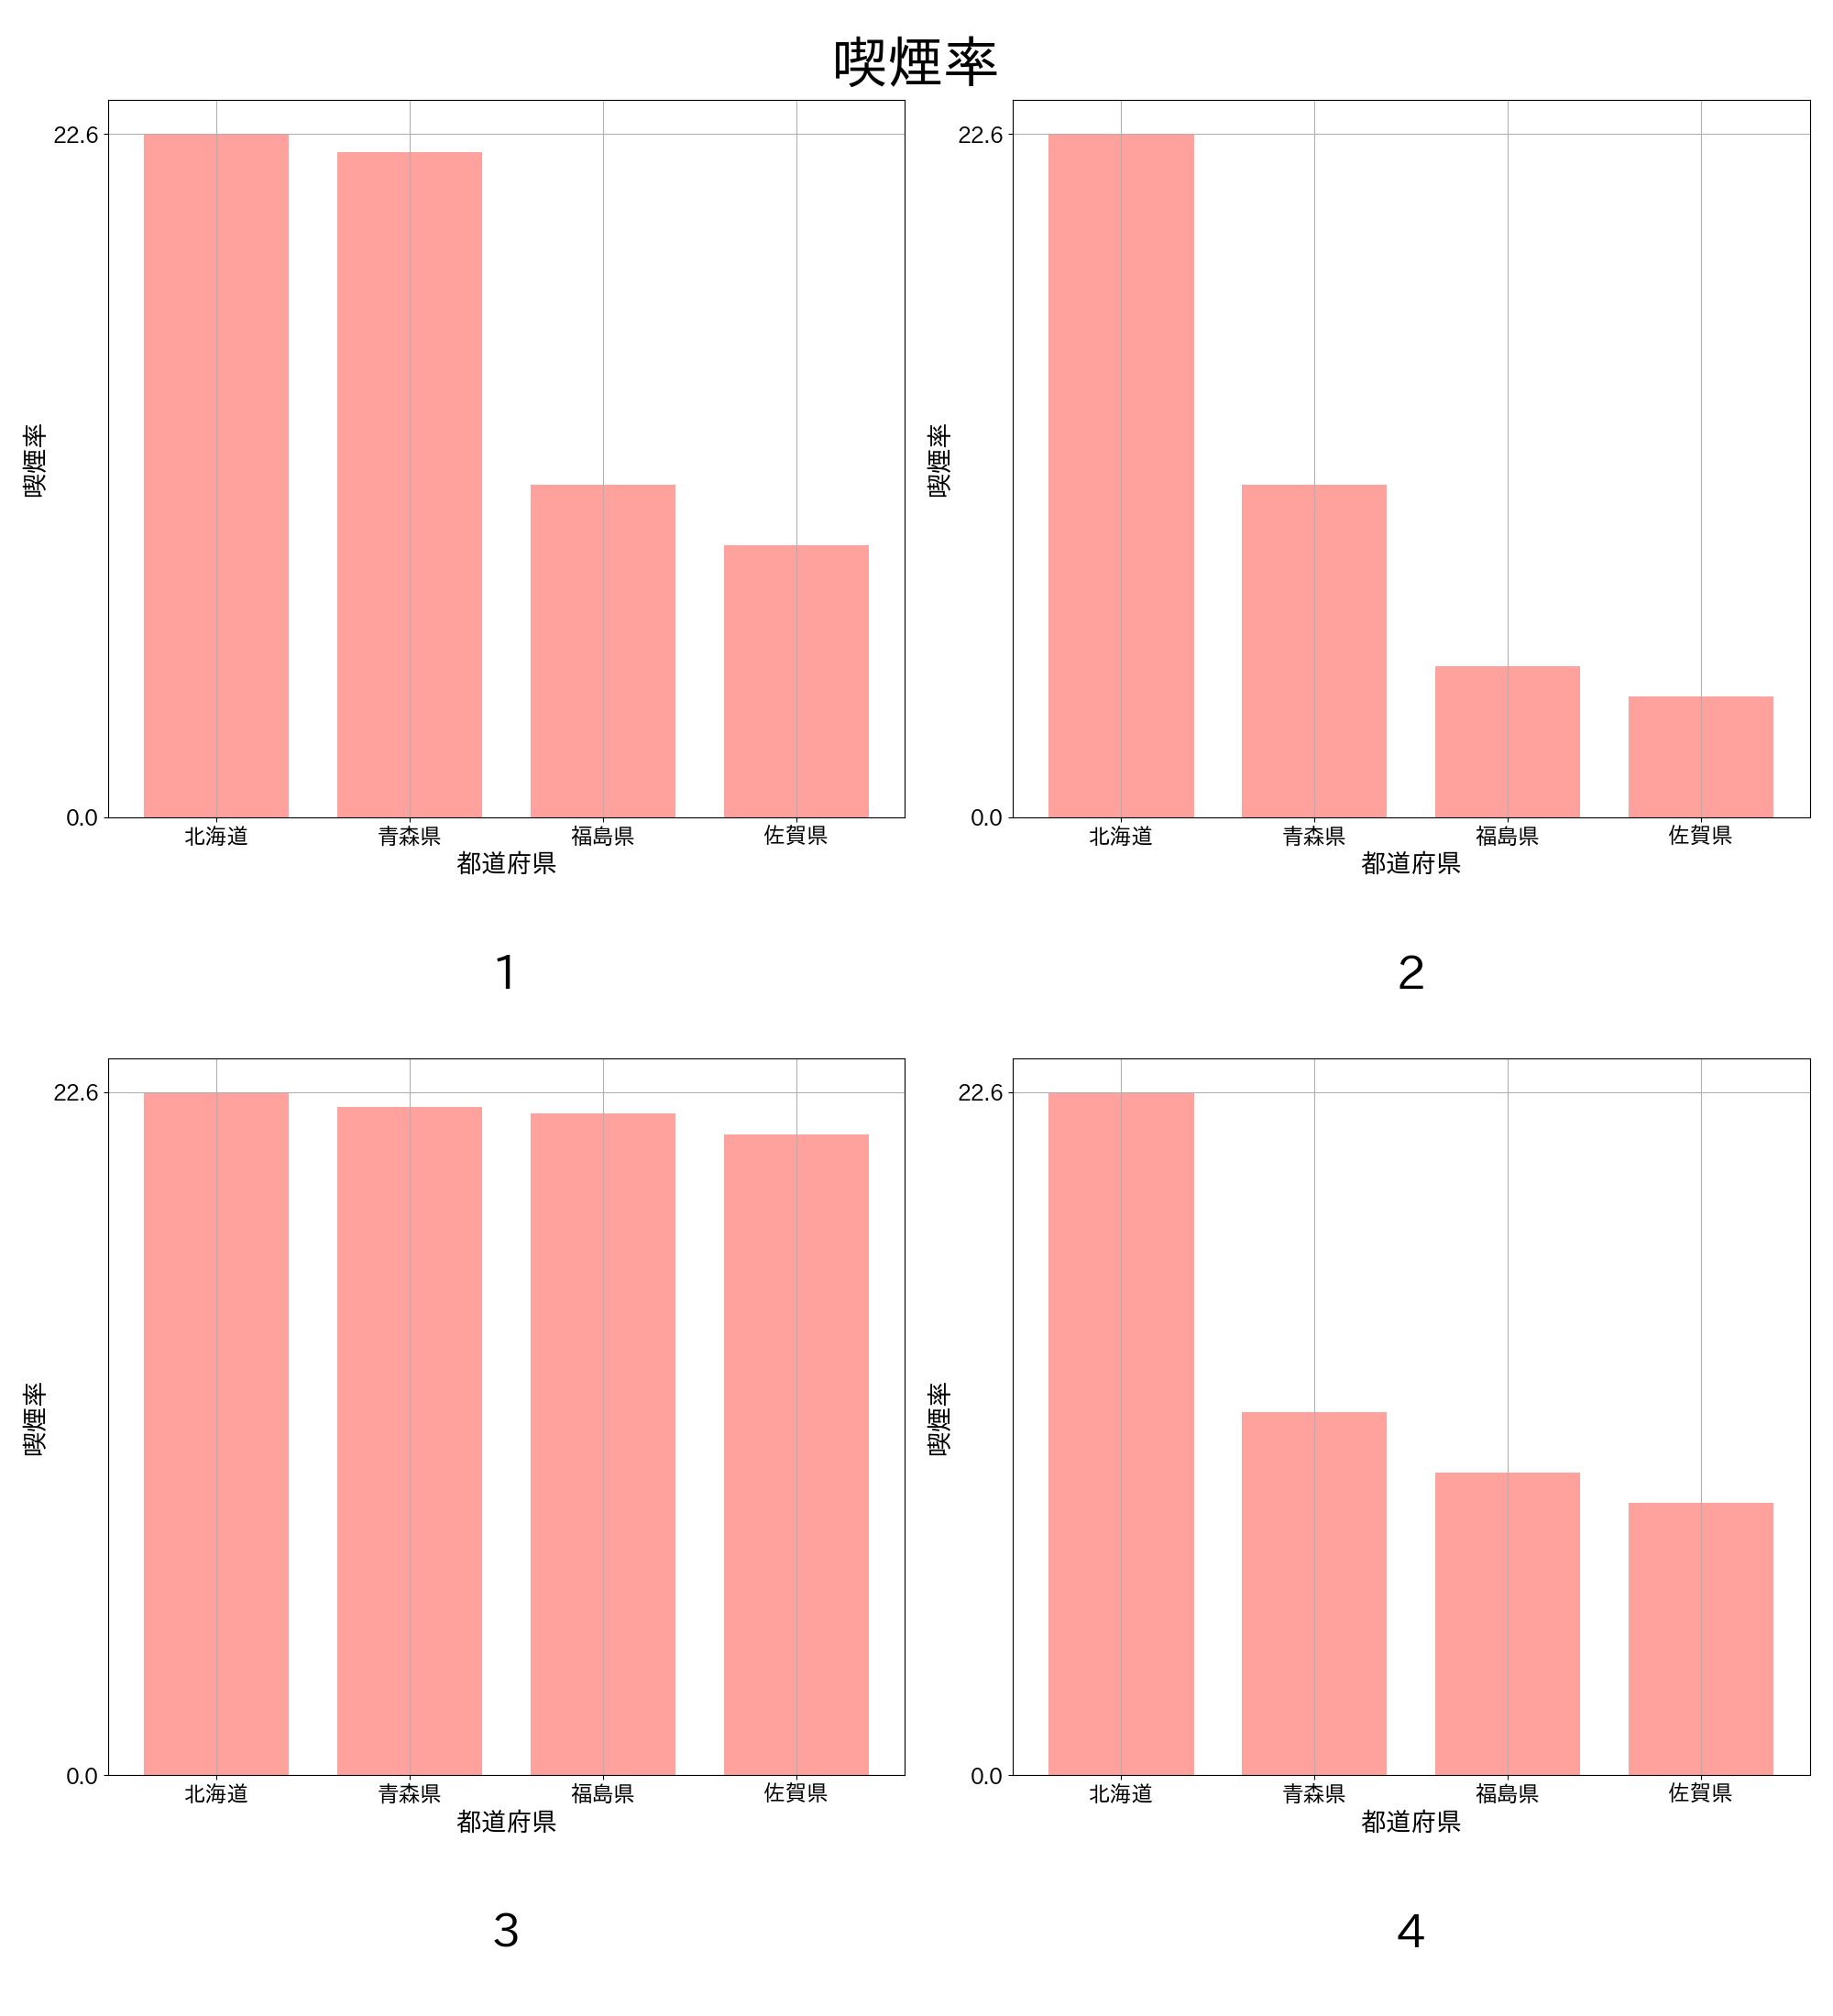 喫煙率
22.6
0.0
喫煙率
北海道 青森県 福島県 佐賀県
都道府県
1
22.6
0.0
喫煙率
北海道 青森県 福島県 佐賀県
都道府県
2
22.6
0.0
喫煙率
北海道 青森県 福島県 佐賀県
都道府県
3
22.6
0.0
喫煙率
北海道 青森県 福島県 佐賀県
都道府県
4